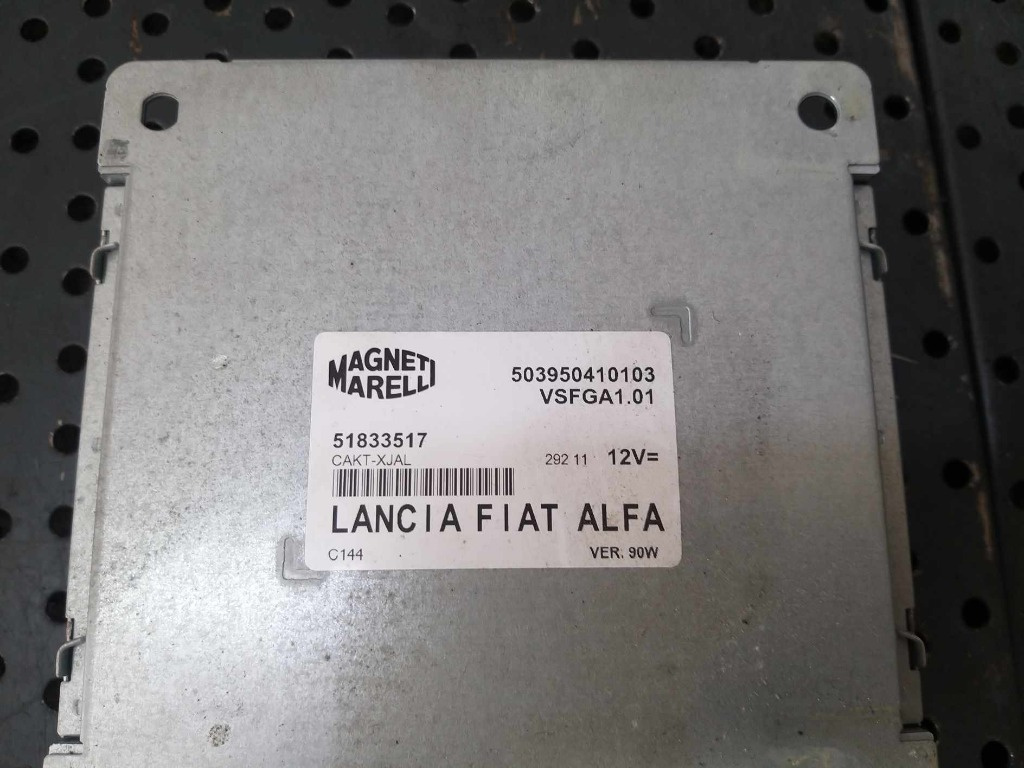 MAGNETI
MARELLI
503950410103
VSFGA1.01
51833517
CAKT-XJAL
292 11 12V=
LANCIA FIAT ALFA
C144 VER. 90W